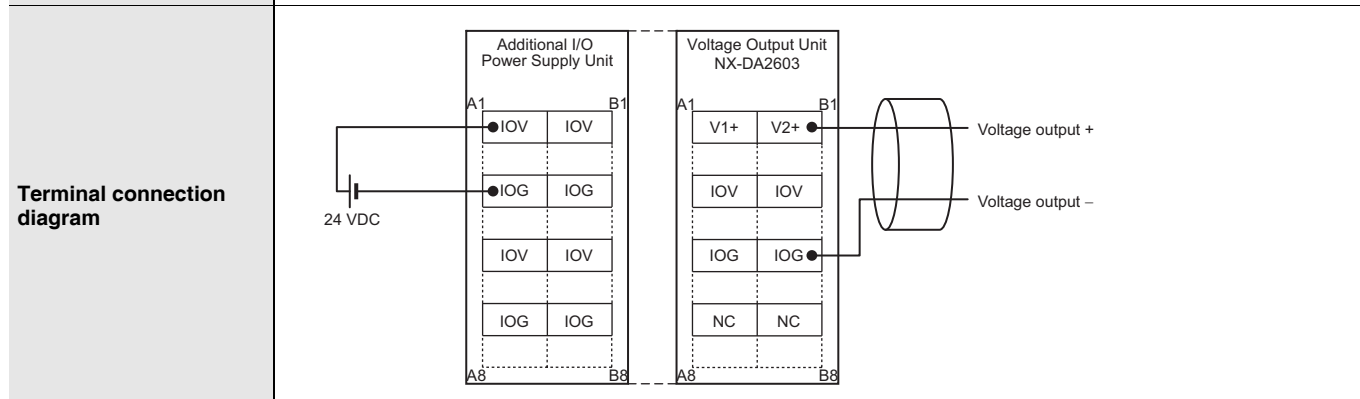 Terminal connection
diagram
24 VDC
Additional I/O
Power Supply Unit
A1 B1
IOV IOV
IOG IOG
IOV IOV
IOG IOG
A8 B8
Voltage Output Unit
NX-DA2603
A1 B1
V1+ V2+
IOV IOV
IOG IOG
NC NC
A8 B8
Voltage output +
Voltage output −